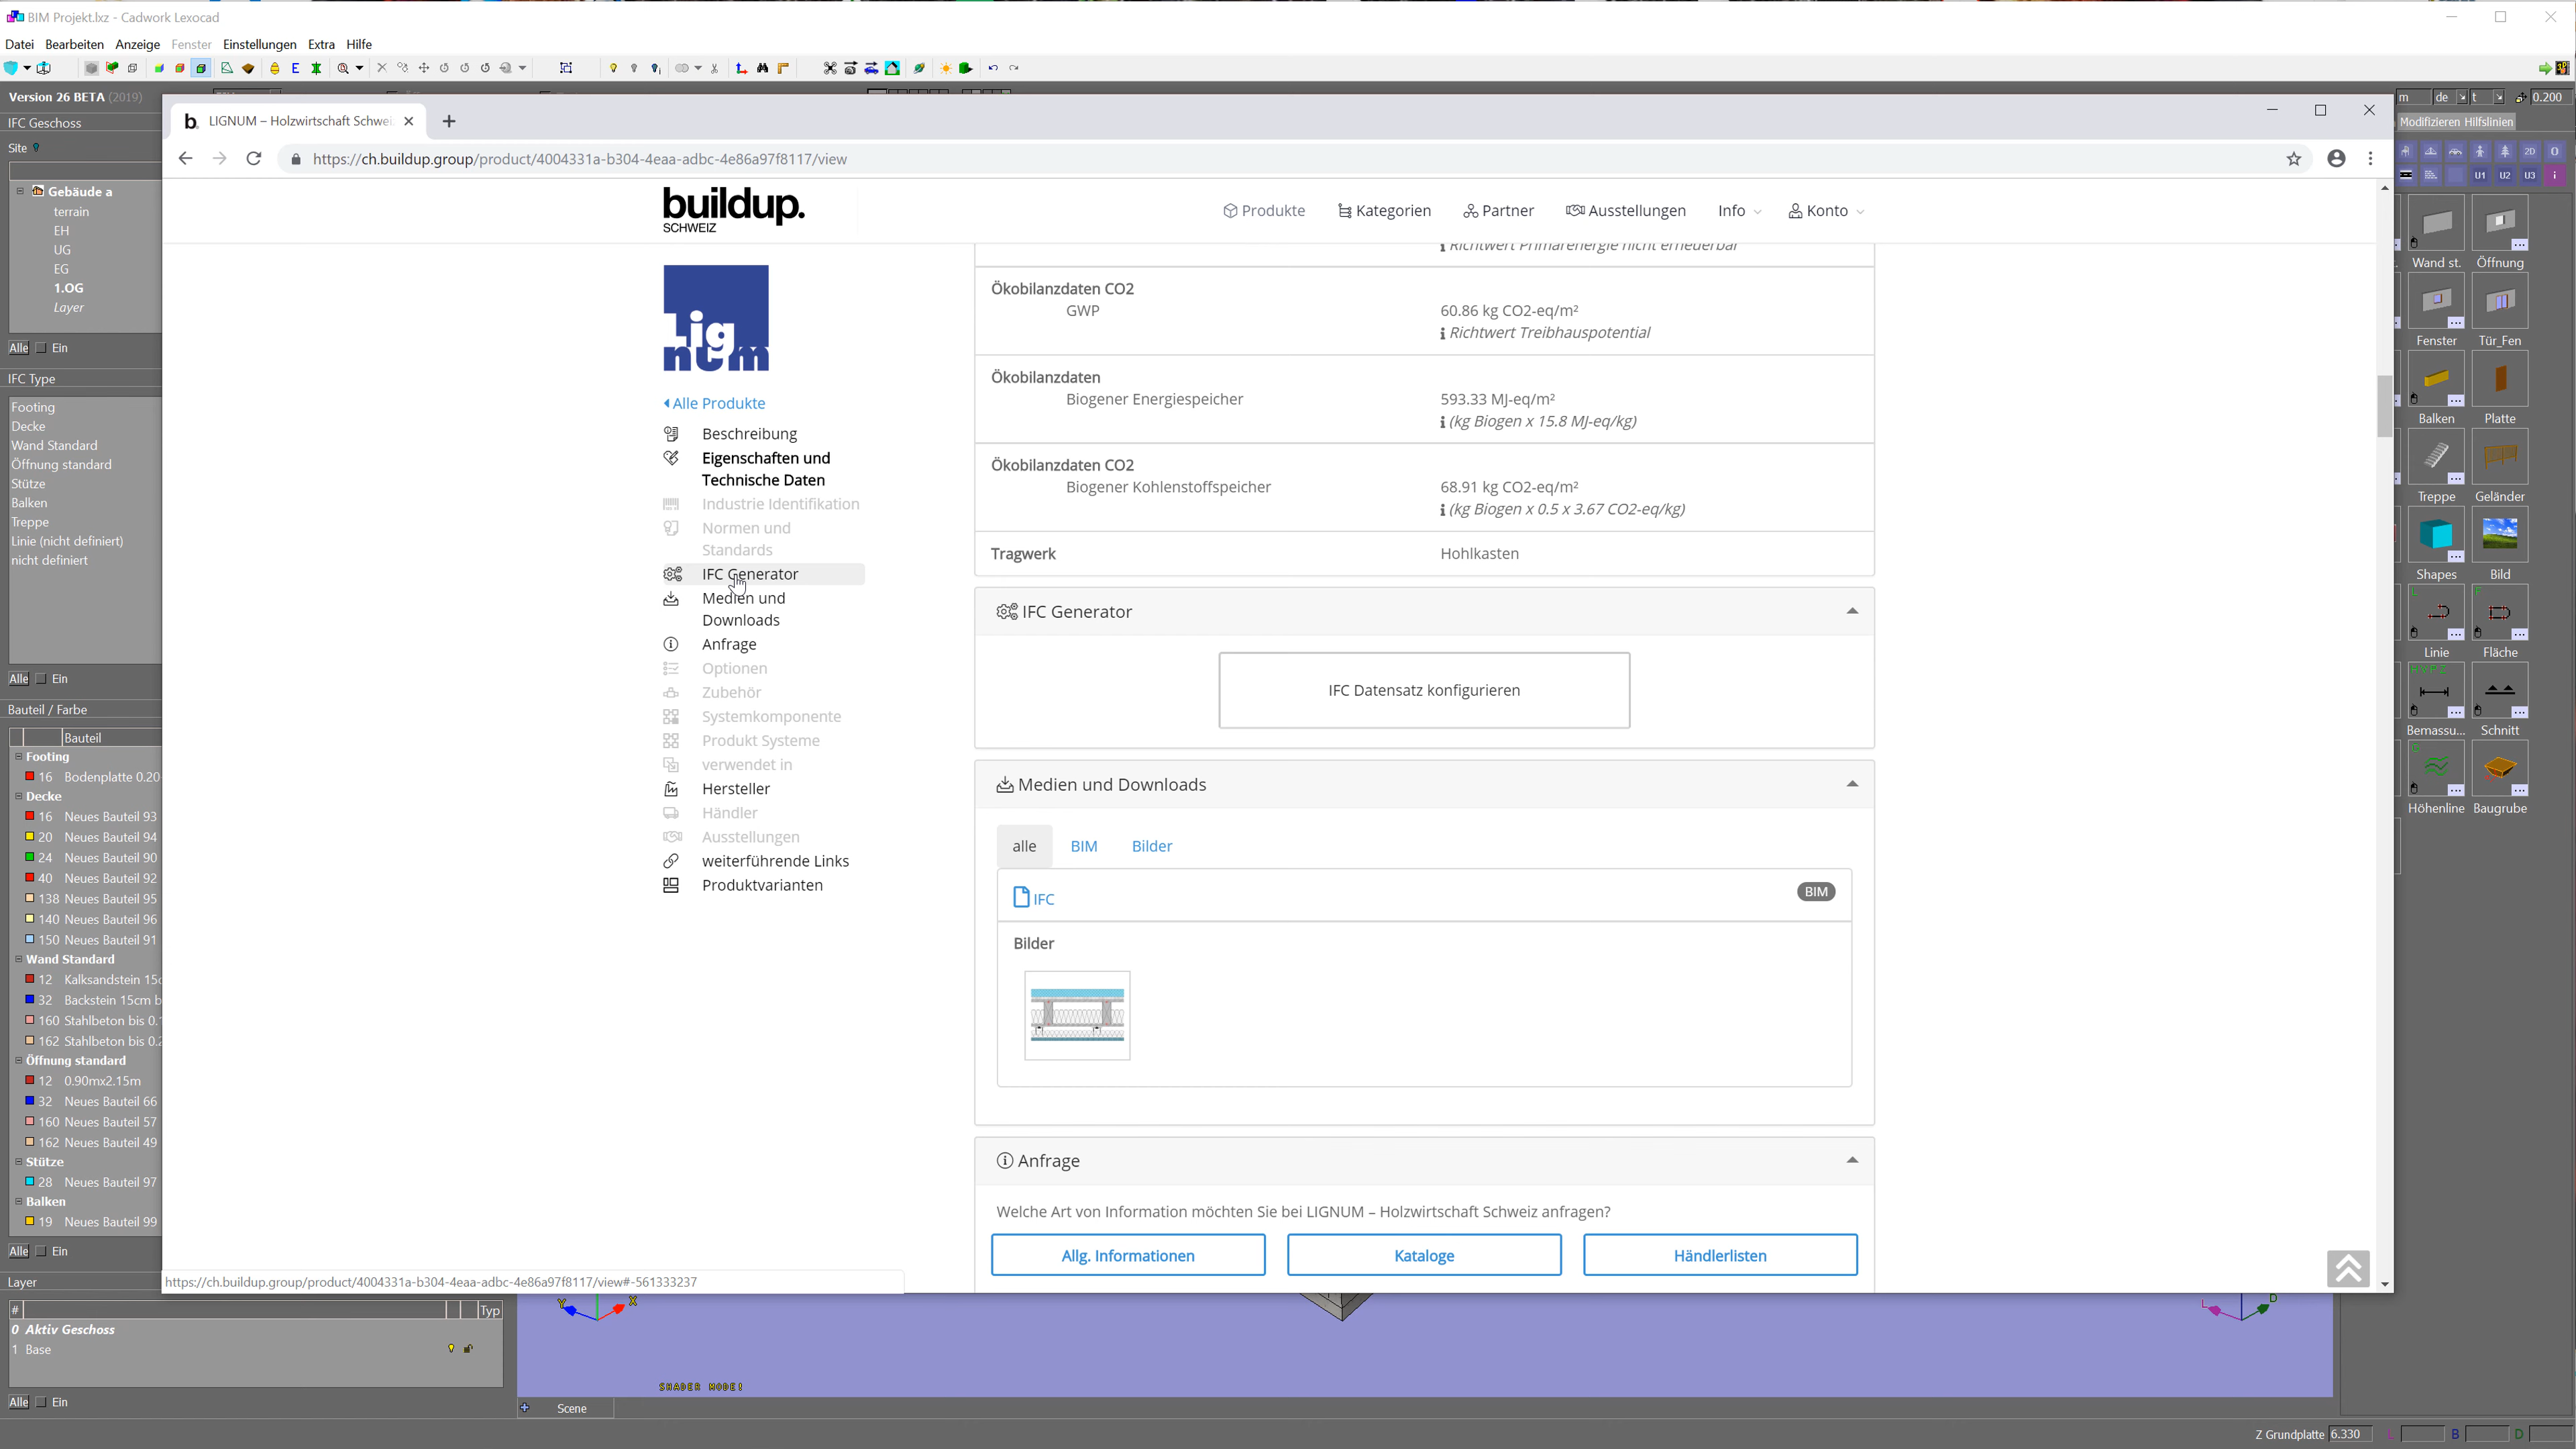 BIM Projekt.lxz - Cadwork Lexocad
Datei Bearbeiten Anzeige Fenster Einstellungen Extra Hilfe
Version 26 BETA (2019)
m de t 0.200
IFC Geschoss
Modifizieren Hilfslinien
Site
Gebäude a
terrain
EH
UG
EG
1.OG
Layer
Alle Ein
IFC Type
Footing
Decke
Wand Standard
Öffnung standard
Stütze
Balken
Treppe
Linie (nicht definiert)
nicht definiert
Alle Ein
Bauteil / Farbe
Bauteil
Footing
16 Bodenplatte 0.20
Decke
16 Neues Bauteil 93
20 Neues Bauteil 94
24 Neues Bauteil 90
40 Neues Bauteil 92
138 Neues Bauteil 95
140 Neues Bauteil 96
150 Neues Bauteil 91
Wand Standard
12 Kalksandstein 15c
32 Backstein 15cm b
160 Stahlbeton bis 0.
162 Stahlbeton bis 0.2
Öffnung standard
12 0.90mx2.15m
32 Neues Bauteil 66
160 Neues Bauteil 57
162 Neues Bauteil 49
Stütze
28 Neues Bauteil 97
Balken
19 Neues Bauteil 99
Alle Ein
Layer
# Typ
0 Aktiv Geschoss
1 Base
Alle Ein
LIGNUM – Holzwirtschaft Schwei
https://ch.buildup.group/product/4004331a-b304-4eaa-adbc-4e86a97f8117/view
buildup.
SCHWEIZ
Produkte Kategorien Partner Ausstellungen Info Konto
Lignum
Alle Produkte
Beschreibung
Eigenschaften und
Technische Daten
Industrie Identifikation
Normen und
Standards
IFC Generator
Medien und
Downloads
Anfrage
Optionen
Zubehör
Systemkomponente
Produkt Systeme
verwendet in
Hersteller
Händler
Ausstellungen
weiterführende Links
Produktvarianten
Richtwert Primärenergie nicht erneuerbar
Ökobilanzdaten CO2
GWP 60.86 kg CO2-eq/m²
Richtwert Treibhauspotential
Ökobilanzdaten
Biogener Energiespeicher 593.33 MJ-eq/m²
(kg Biogen x 15.8 MJ-eq/kg)
Ökobilanzdaten CO2
Biogener Kohlenstoffspeicher 68.91 kg CO2-eq/m²
(kg Biogen x 0.5 x 3.67 CO2-eq/kg)
Tragwerk Hohlkasten
IFC Generator
IFC Datensatz konfigurieren
Medien und Downloads
alle BIM Bilder
IFC BIM
Bilder
Anfrage
Welche Art von Information möchten Sie bei LIGNUM – Holzwirtschaft Schweiz anfragen?
Allg. Informationen Kataloge Händlerlisten
https://ch.buildup.group/product/4004331a-b304-4eaa-adbc-4e86a97f8117/view#-561333237
2D
U1 U2 U3 i
Wand st. Öffnung
Fenster Tür_Fen
Balken Platte
Treppe Geländer
Shapes Bild
Linie Fläche
Bemassu... Schnitt
Höhenline Baugrube
Y X
L D
SHADER MODE!
Scene
Z Grundplatte 6.330 L B D